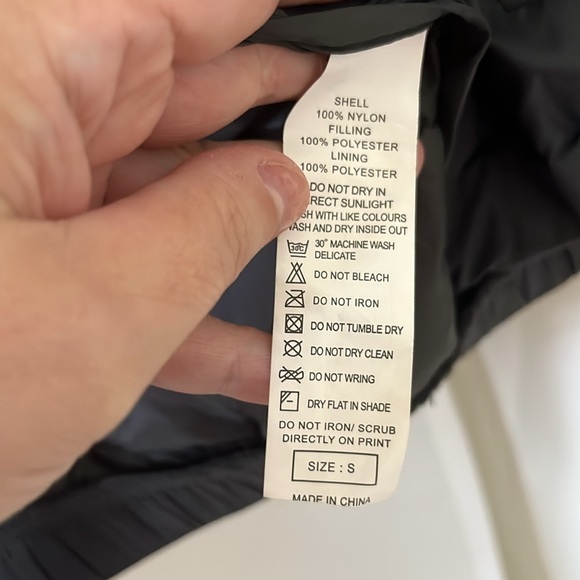 SHELL
100% NYLON
FILLING
100% POLYESTER
LINING
100% POLYESTER
DO NOT DRY IN
SUNLIGHT
WITH LIKE COLOURS
AND DRY INSIDE OUT
30° MACHINE WASH
DELICATE
30C
DO NOT BLEACH
DO NOT IRON
DO NOT TUMBLE DRY
DO NOT DRY CLEAN
DO NOT WRING
DRY FLAT IN SHADE
DO NOT IRON/ SCRUB
DIRECTLY ON PRINT
SIZE : S
MADE IN CHINA